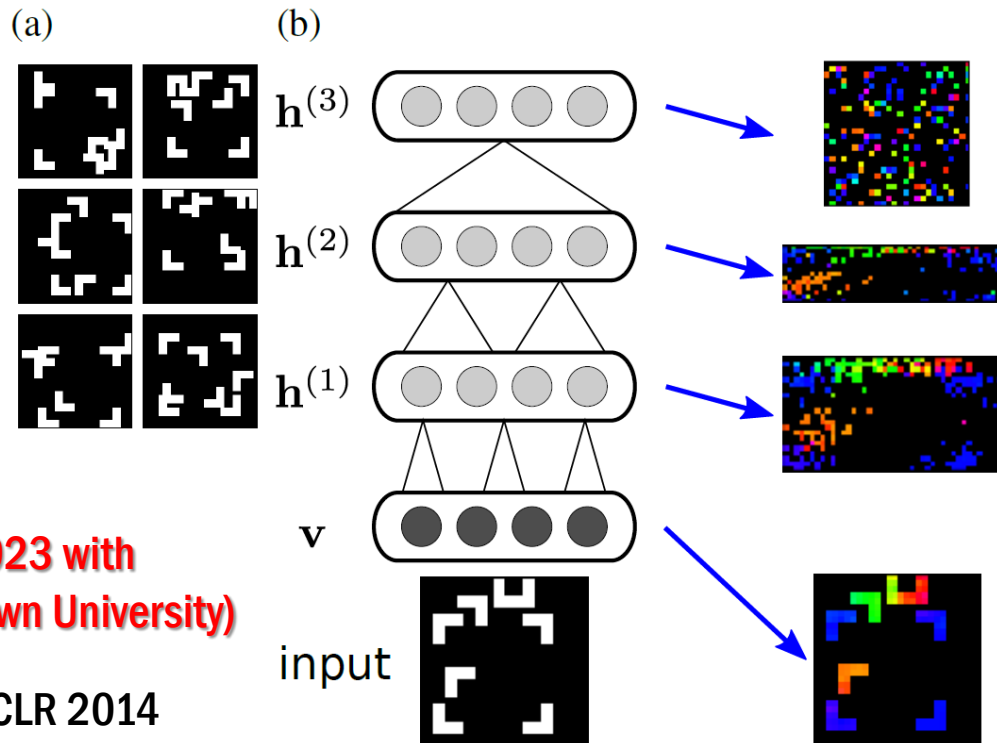 (a)
(b)
h(3)
h(2)
h(1)
v
input
023 with
wn University)
CLR 2014